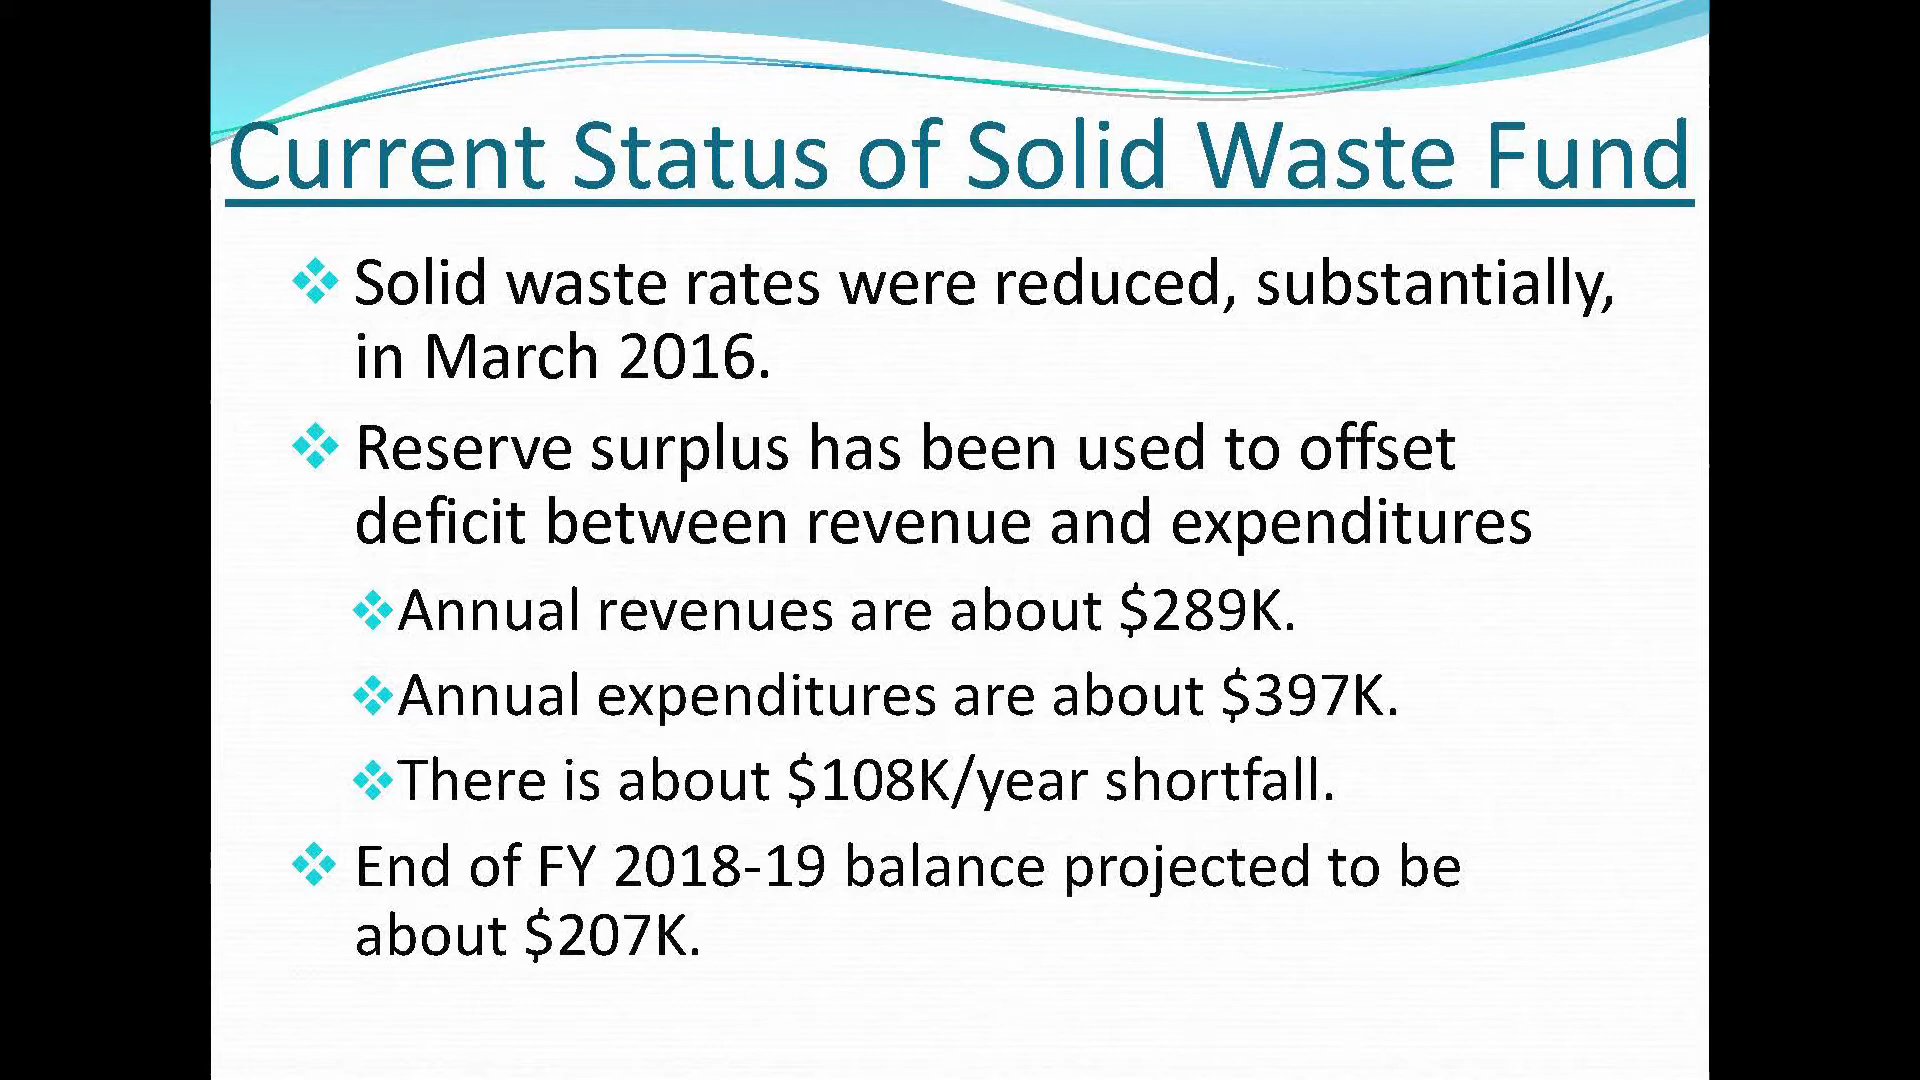 Current Status of Solid Waste Fund
Solid waste rates were reduced, substantially,
in March 2016.
Reserve surplus has been used to offset
deficit between revenue and expenditures
Annual revenues are about $289K.
Annual expenditures are about $397K.
There is about $108K/year shortfall.
End of FY 2018-19 balance projected to be
about $207K.